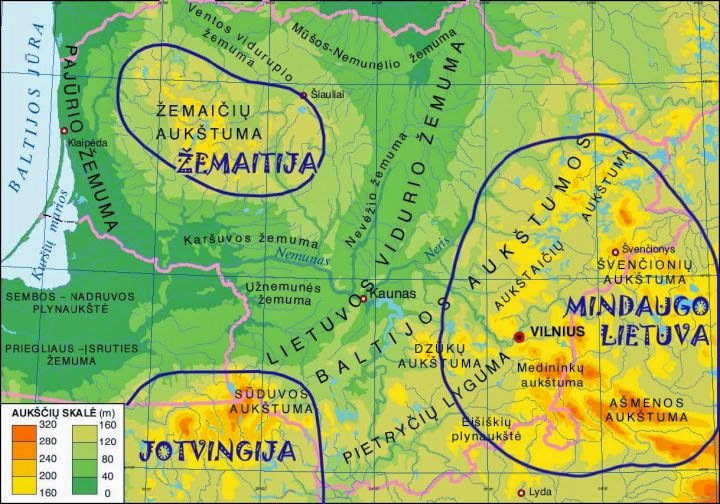 Ventos vidurupio
žemuma
Mūšos-Nemunėlio žemuma
BALTIJOS JŪRA
PAJŪRIO ŽEMUMA
Šiauliai
ŽEMAIČIŲ
AUKŠTUMA
ŽEMAITIJA
Klaipėda
Kuršių marios
Nevėžio žemuma
LIETUVOS VIDURIO ŽEMUMA
Karšuvos žemuma
Nemunas
Neris
BALTIJOS AUKŠTUMOS
AUKŠTAIČIŲ
AUKŠTUMA
Švenčionys
ŠVENČIONIŲ
AUKŠTUMA
Užnemunės
žemuma
Kaunas
SEMBOS – NADRUVOS
PLYNAUKŠTĖ
MINDAUGO
LIETUVA
VILNIUS
PRIEGLIAUS –ĮSRUTIES
ŽEMUMA
DZŪKŲ
AUKŠTUMA
Medininkų
aukštuma
PIETRYČIŲ LYGUMA
SŪDUVOS
AUKŠTUMA
AŠMENOS
AUKŠTUMA
Eišiškių
plynaukštė
JOTVINGIJA
Lyda
AUKŠČIŲ SKALĖ (m)
320 160
280 120
240 80
200 40
160 0